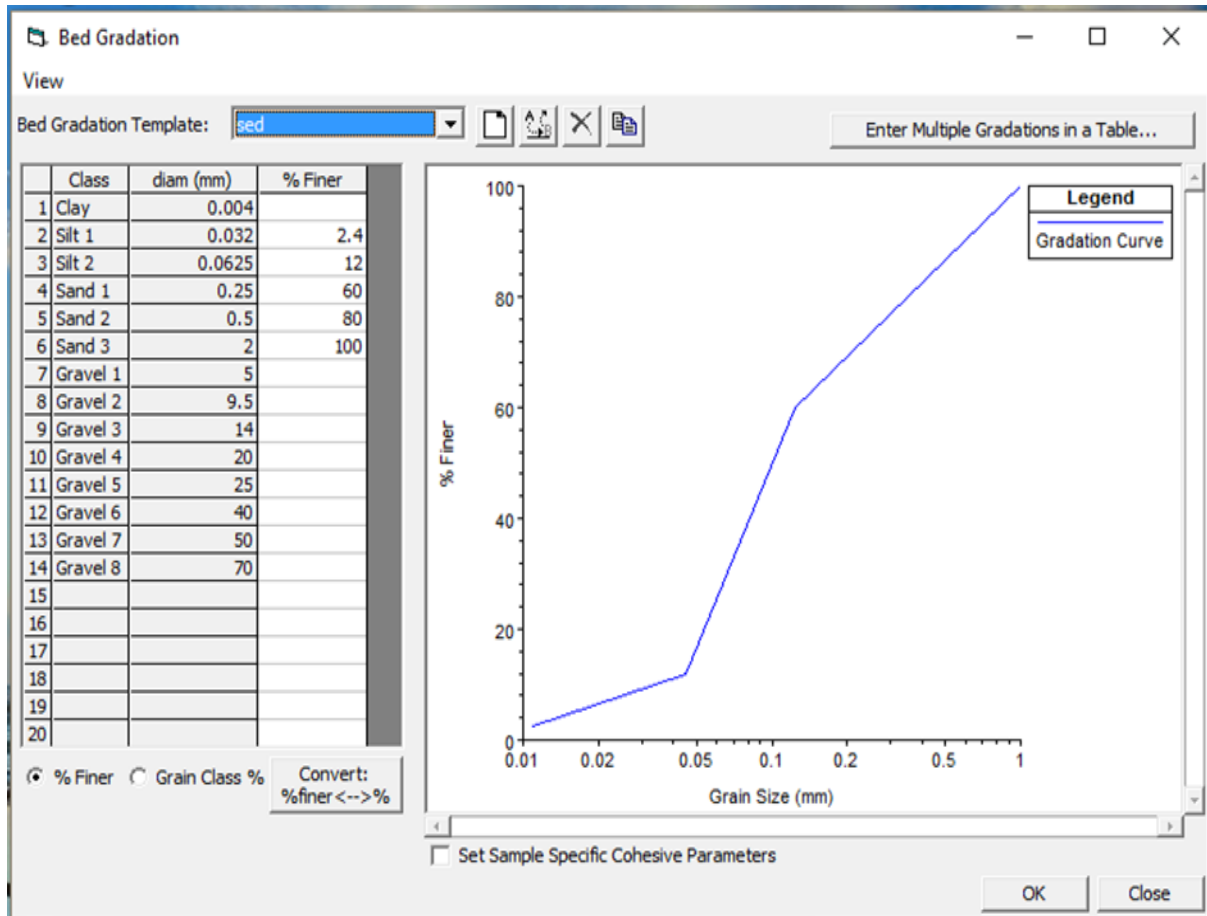 Bed Gradation
View
Bed Gradation Template: sed
Enter Multiple Gradations in a Table...
Class diam (mm) % Finer
1 Clay 0.004
2 Silt 1 0.032 2.4
3 Silt 2 0.0625 12
4 Sand 1 0.25 60
5 Sand 2 0.5 80
6 Sand 3 2 100
7 Gravel 1 5
8 Gravel 2 9.5
9 Gravel 3 14
10 Gravel 4 20
11 Gravel 5 25
12 Gravel 6 40
13 Gravel 7 50
14 Gravel 8 70
15
16
17
18
19
20
% Finer Grain Class %
Convert:
%finer<-->%
100
80
60
40
20
0
% Finer
0.01 0.02 0.05 0.1 0.2 0.5 1
Grain Size (mm)
Legend
Gradation Curve
Set Sample Specific Cohesive Parameters
OK Close